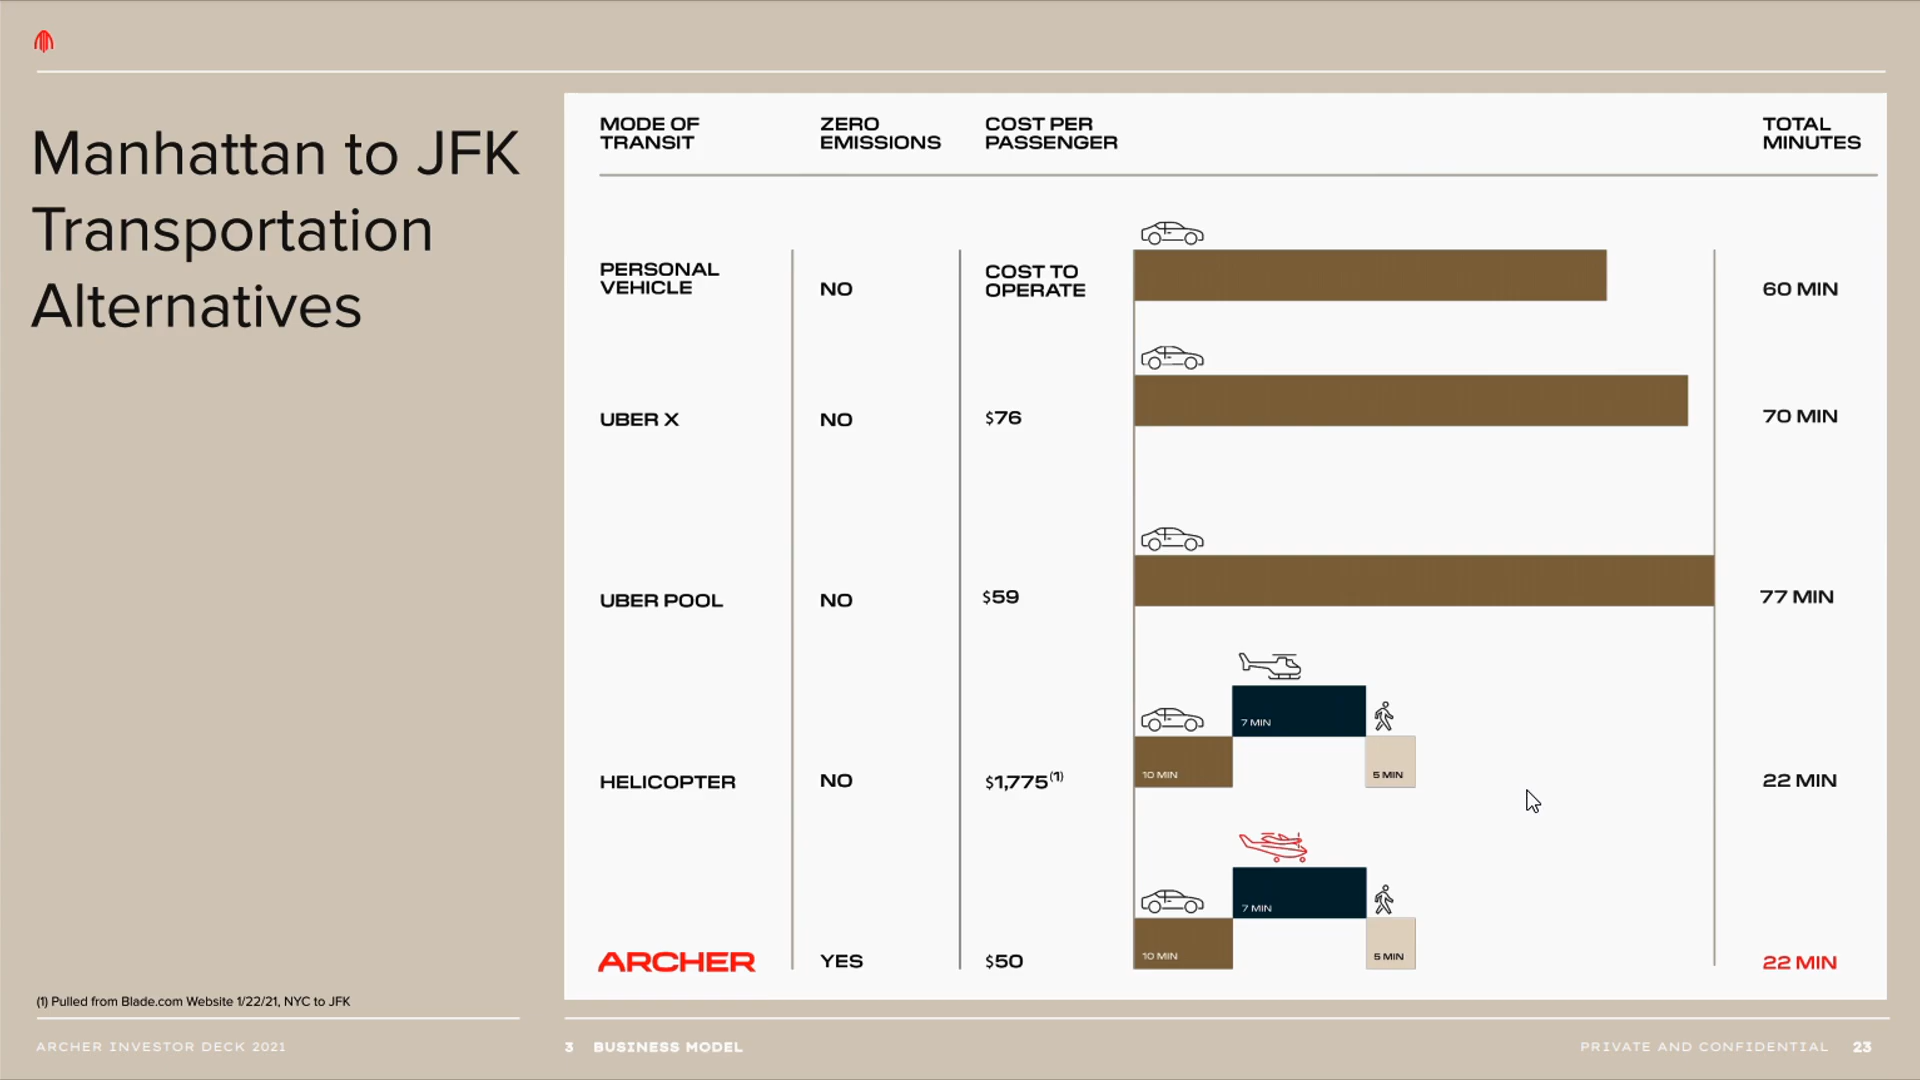 Manhattan to JFK
Transportation
Alternatives
MODE OF
TRANSIT
ZERO
EMISSIONS
COST PER
PASSENGER
TOTAL
MINUTES
PERSONAL
VEHICLE
NO
COST TO
OPERATE
60 MIN
UBER X
NO
$76
70 MIN
UBER POOL
NO
$59
77 MIN
HELICOPTER
NO
$1,775(1)
10 MIN
7 MIN
5 MIN
22 MIN
ARCHER
YES
$50
10 MIN
7 MIN
5 MIN
22 MIN
(1) Pulled from Blade.com Website 1/22/21, NYC to JFK
ARCHER INVESTOR DECK 2021
3 BUSINESS MODEL
PRIVATE AND CONFIDENTIAL 23